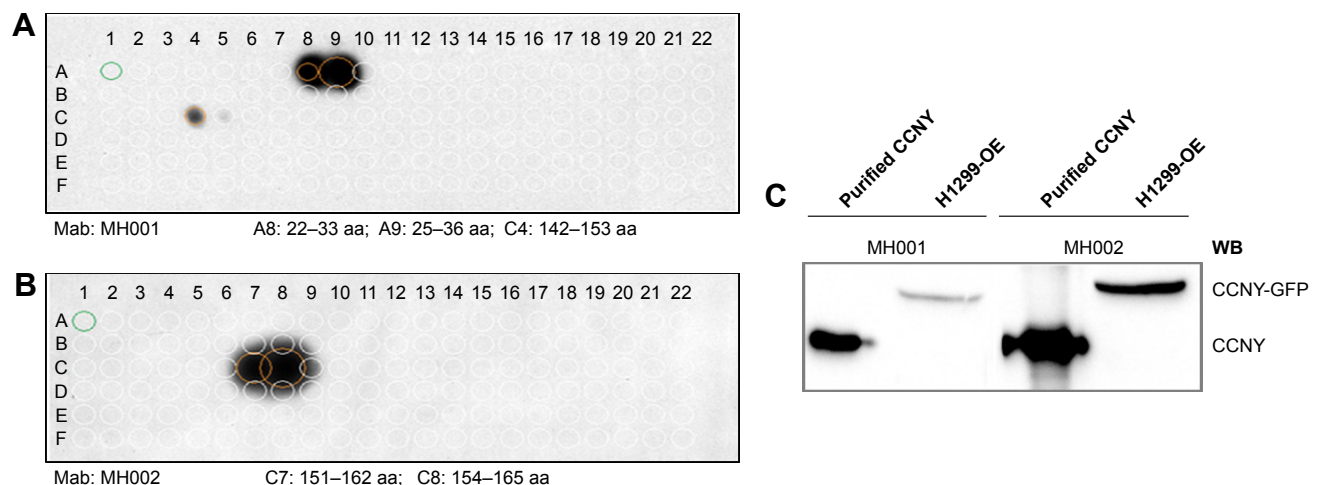 A
1 2 3 4 5 6 7 8 9 10 11 12 13 14 15 16 17 18 19 20 21 22
A
B
C
D
E
F
Mab: MH001 A8: 22–33 aa; A9: 25–36 aa; C4: 142–153 aa
B
1 2 3 4 5 6 7 8 9 10 11 12 13 14 15 16 17 18 19 20 21 22
A
B
C
D
E
F
Mab: MH002 C7: 151–162 aa; C8: 154–165 aa
C
Purified CCNY
H1299-OE
Purified CCNY
H1299-OE
MH001 MH002 WB
CCNY-GFP
CCNY